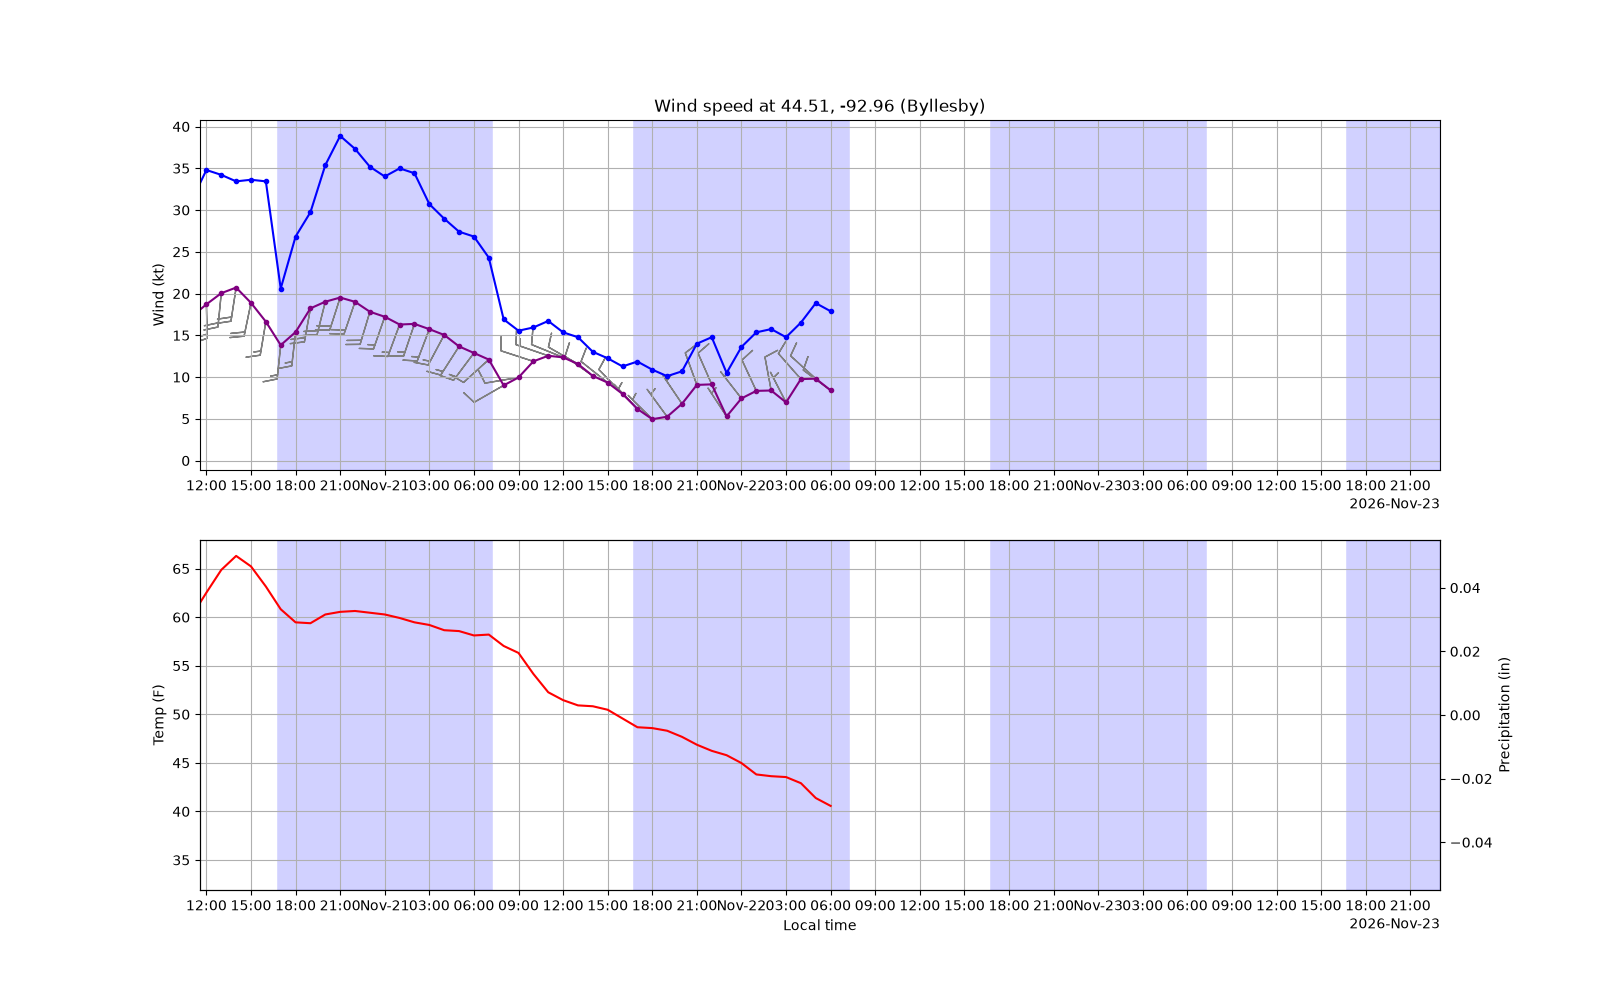 Wind speed at 44.51, -92.96 (Byllesby)
40
35
30
25
20
15
10
5
0
Wind (kt)
12:00 15:00 18:00 21:00 Nov-21 03:00 06:00 09:00 12:00 15:00 18:00 21:00 Nov-22 03:00 06:00 09:00 12:00 15:00 18:00 21:00 Nov-23 03:00 06:00 09:00 12:00 15:00 18:00 21:00
2026-Nov-23
65
60
55
50
45
40
35
Temp (F)
0.04
0.02
0.00
−0.02
−0.04
Precipitation (in)
12:00 15:00 18:00 21:00 Nov-21 03:00 06:00 09:00 12:00 15:00 18:00 21:00 Nov-22 03:00 06:00 09:00 12:00 15:00 18:00 21:00 Nov-23 03:00 06:00 09:00 12:00 15:00 18:00 21:00
Local time
2026-Nov-23